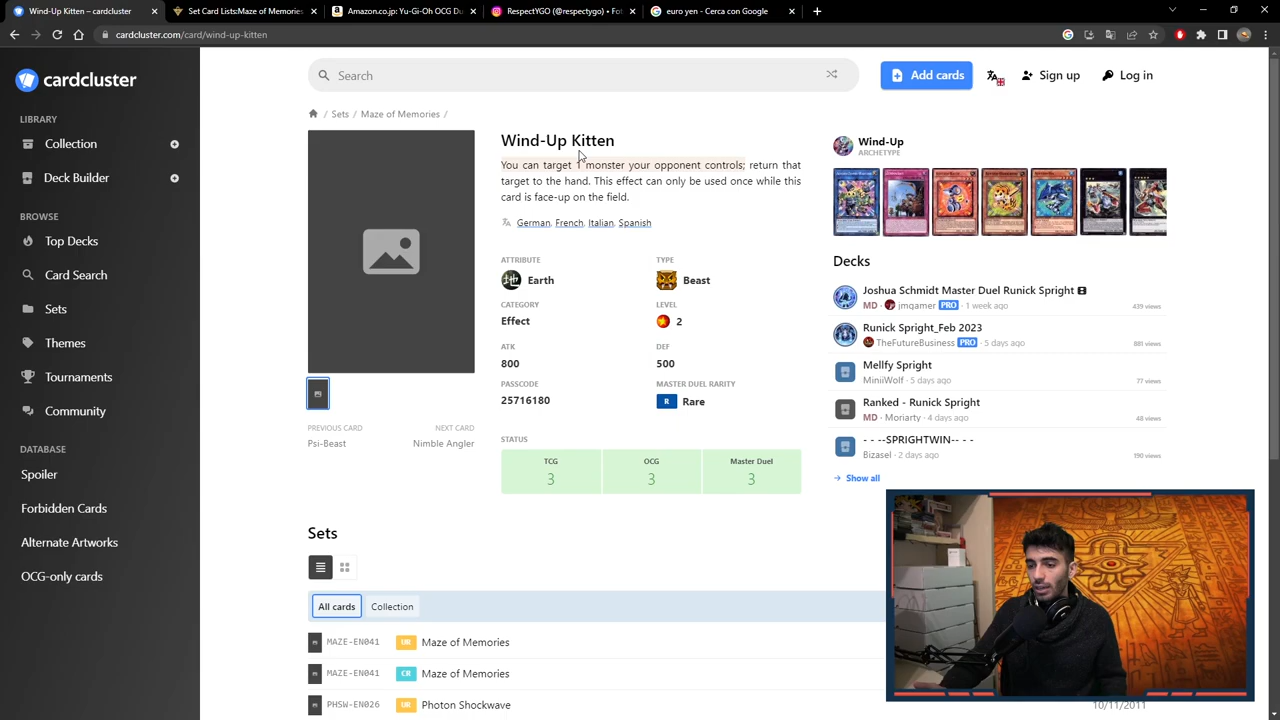 cardcluster
Set Card Lists:Maze of Memories
Amazon.co.jp: Yu-Gi-Oh OCG Du
(@respectygo) • Fot
euro yen - Google Search
cardcluster.com/card/wind-up-kitten
cardcluster
Search
Add cards
Sign up
Log in
LIBRARY
Collection
Deck Builder
BROWSE
Top Decks
Card Search
Sets
Themes
Tournaments
Community
DATABASE
Spoiler
Forbidden Cards
Alternate Artworks
OCG-only cards
/ Sets / Maze of Memories /
Wind-Up Kitten
You can target 1 monster your opponent controls; return that
target to the hand. This effect can only be used once while this
card is face-up on the field.
German, French, Italian, Spanish
ATTRIBUTE
TYPE
Earth
Beast
CATEGORY
LEVEL
Effect
2
ATK
DEF
800
500
PASSCODE
MASTER DUEL RARITY
25716180
R Rare
PREVIOUS CARD
NEXT CARD
Psi-Beast
Nimble Angler
STATUS
TCG
OCG
Master Duel
3
3
3
Sets
All cards
Collection
MAZE-EN041 UR Maze of Memories
MAZE-EN041 CR Maze of Memories
PHSW-EN026 UR Photon Shockwave
10/11/2011
Wind-Up
ARCHETYPE
Decks
Joshua Schmidt Master Duel Runick Spright
MD · jmgamer PRO · 1 week ago
439 views
Runick Spright_Feb 2023
TheFutureBusiness PRO · 5 days ago
881 views
Mellfy Spright
MiniiWolf · 5 days ago
77 views
Ranked - Runick Spright
MD · Moriarty · 4 days ago
48 views
- - --SPRIGHTWIN-- - -
Bizasel · 2 days ago
190 views
Show all